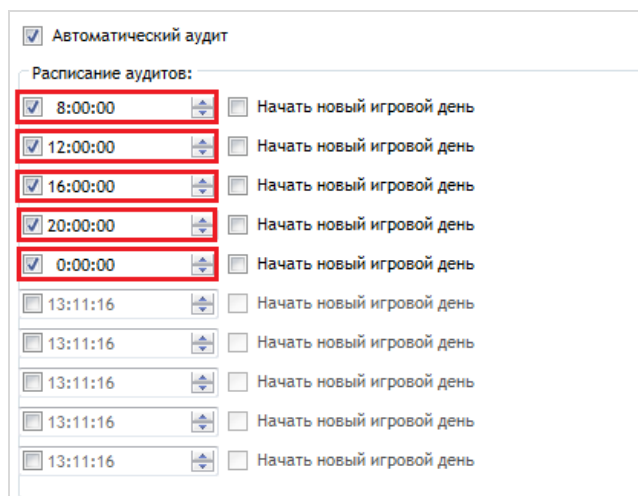 Автоматический аудит
Расписание аудитов:
8:00:00 Начать новый игровой день
12:00:00 Начать новый игровой день
16:00:00 Начать новый игровой день
20:00:00 Начать новый игровой день
0:00:00 Начать новый игровой день
13:11:16 Начать новый игровой день
13:11:16 Начать новый игровой день
13:11:16 Начать новый игровой день
13:11:16 Начать новый игровой день
13:11:16 Начать новый игровой день